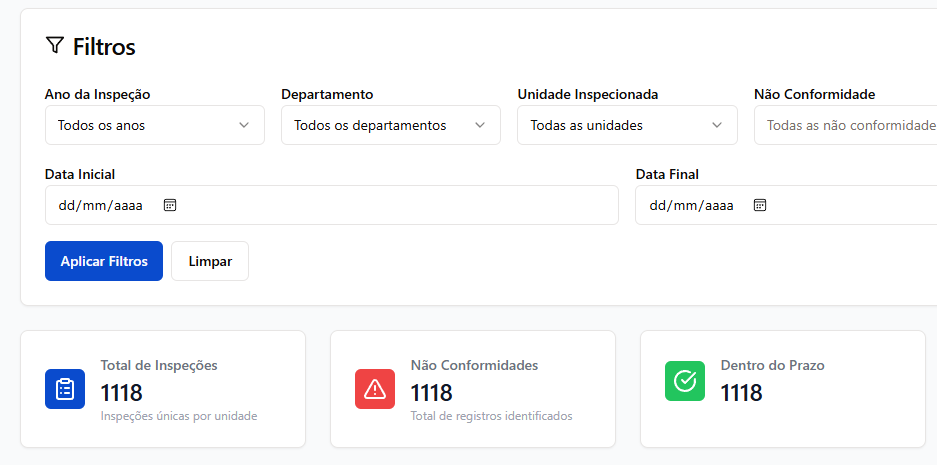 Filtros
Ano da Inspeção
Departamento
Unidade Inspecionada
Não Conformidade
Todos os anos
Todos os departamentos
Todas as unidades
Todas as não conformidade
Data Inicial
Data Final
dd/mm/aaaa
dd/mm/aaaa
Aplicar Filtros
Limpar
Total de Inspeções
1118
Inspeções únicas por unidade
Não Conformidades
1118
Total de registros identificados
Dentro do Prazo
1118